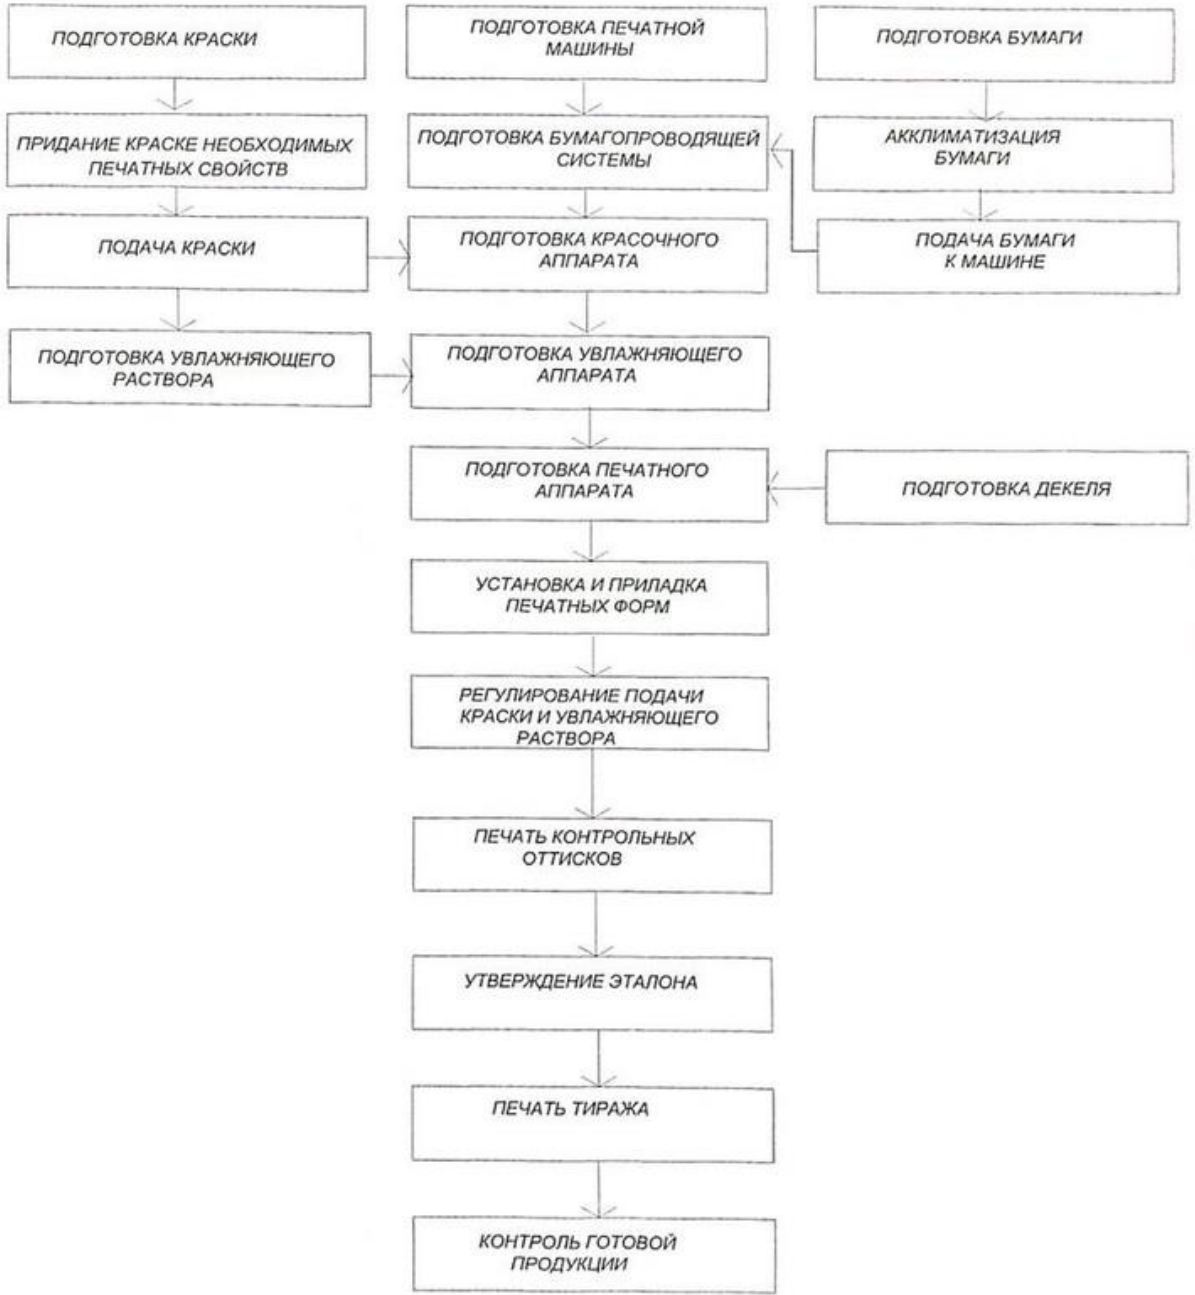 ПОДГОТОВКА КРАСКИ
ПОДГОТОВКА ПЕЧАТНОЙ
МАШИНЫ
ПОДГОТОВКА БУМАГИ
ПРИДАНИЕ КРАСКЕ НЕОБХОДИМЫХ
ПЕЧАТНЫХ СВОЙСТВ
ПОДГОТОВКА БУМАГОПРОВОДЯЩЕЙ
СИСТЕМЫ
АККЛИМАТИЗАЦИЯ
БУМАГИ
ПОДАЧА КРАСКИ
ПОДГОТОВКА КРАСОЧНОГО
АППАРАТА
ПОДАЧА БУМАГИ
К МАШИНЕ
ПОДГОТОВКА УВЛАЖНЯЮЩЕГО
РАСТВОРА
ПОДГОТОВКА УВЛАЖНЯЮЩЕГО
АППАРАТА
ПОДГОТОВКА ПЕЧАТНОГО
АППАРАТА
ПОДГОТОВКА ДЕКЕЛЯ
УСТАНОВКА И ПРИЛАДКА
ПЕЧАТНЫХ ФОРМ
РЕГУЛИРОВАНИЕ ПОДАЧИ
КРАСКИ И УВЛАЖНЯЮЩЕГО
РАСТВОРА
ПЕЧАТЬ КОНТРОЛЬНЫХ
ОТТИСКОВ
УТВЕРЖДЕНИЕ ЭТАЛОНА
ПЕЧАТЬ ТИРАЖА
КОНТРОЛЬ ГОТОВОЙ
ПРОДУКЦИИ